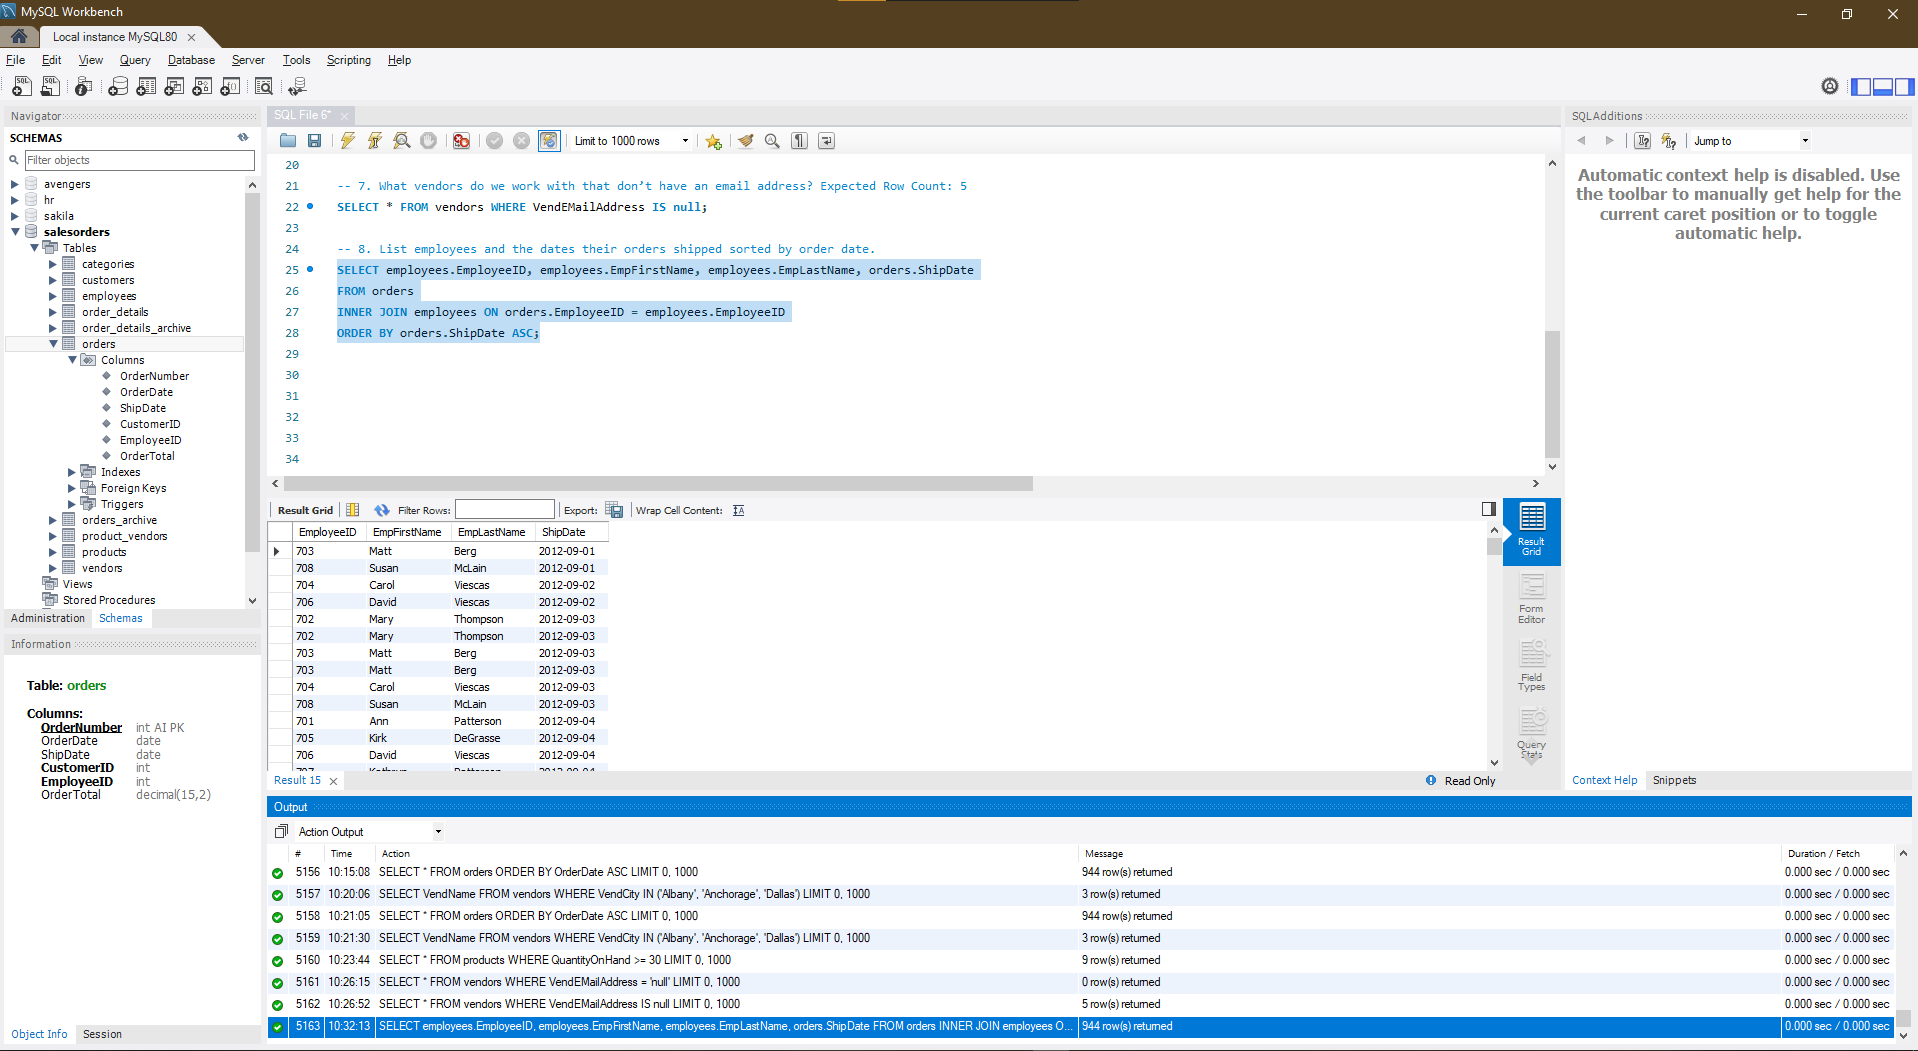 MySQL Workbench
Local instance MySQL80
File Edit View Query Database Server Tools Scripting Help
Navigator
SCHEMAS
Filter objects
avengers
hr
sakila
salesorders
Tables
categories
customers
employees
order_details
order_details_archive
orders
Columns
OrderNumber
OrderDate
ShipDate
CustomerID
EmployeeID
OrderTotal
Indexes
Foreign Keys
Triggers
orders_archive
product_vendors
products
vendors
Views
Stored Procedures
Administration Schemas
Information
Table: orders
Columns:
OrderNumber int AI PK
OrderDate date
ShipDate date
CustomerID int
EmployeeID int
OrderTotal decimal(15,2)
Object Info Session
SQL File 6*
Limit to 1000 rows
20
21 -- 7. What vendors do we work with that don’t have an email address? Expected Row Count: 5
22 SELECT * FROM vendors WHERE VendEMailAddress IS null;
23
24 -- 8. List employees and the dates their orders shipped sorted by order date.
25 SELECT employees.EmployeeID, employees.EmpFirstName, employees.EmpLastName, orders.ShipDate
26 FROM orders
27 INNER JOIN employees ON orders.EmployeeID = employees.EmployeeID
28 ORDER BY orders.ShipDate ASC;
29
30
31
32
33
34
Result Grid Filter Rows: Export: Wrap Cell Content:
EmployeeID EmpFirstName EmpLastName ShipDate
703 Matt Berg 2012-09-01
708 Susan McLain 2012-09-01
704 Carol Viescas 2012-09-02
706 David Viescas 2012-09-02
702 Mary Thompson 2012-09-03
702 Mary Thompson 2012-09-03
703 Matt Berg 2012-09-03
703 Matt Berg 2012-09-03
704 Carol Viescas 2012-09-03
708 Susan McLain 2012-09-03
701 Ann Patterson 2012-09-04
705 Kirk DeGrasse 2012-09-04
706 David Viescas 2012-09-04
Result Grid
Form Editor
Field Types
Query Stats
Result 15
Read Only
SQLAdditions
Jump to
Automatic context help is disabled. Use
the toolbar to manually get help for the
current caret position or to toggle
automatic help.
Context Help Snippets
Output
Action Output
# Time Action Message Duration / Fetch
5156 10:15:08 SELECT * FROM orders ORDER BY OrderDate ASC LIMIT 0, 1000 944 row(s) returned 0.000 sec / 0.000 sec
5157 10:20:06 SELECT VendName FROM vendors WHERE VendCity IN ('Albany', 'Anchorage', 'Dallas') LIMIT 0, 1000 3 row(s) returned 0.000 sec / 0.000 sec
5158 10:21:05 SELECT * FROM orders ORDER BY OrderDate ASC LIMIT 0, 1000 944 row(s) returned 0.000 sec / 0.000 sec
5159 10:21:30 SELECT VendName FROM vendors WHERE VendCity IN ('Albany', 'Anchorage', 'Dallas') LIMIT 0, 1000 3 row(s) returned 0.000 sec / 0.000 sec
5160 10:23:44 SELECT * FROM products WHERE QuantityOnHand >= 30 LIMIT 0, 1000 9 row(s) returned 0.000 sec / 0.000 sec
5161 10:26:15 SELECT * FROM vendors WHERE VendEMailAddress = 'null' LIMIT 0, 1000 0 row(s) returned 0.000 sec / 0.000 sec
5162 10:26:52 SELECT * FROM vendors WHERE VendEMailAddress IS null LIMIT 0, 1000 5 row(s) returned 0.000 sec / 0.000 sec
5163 10:32:13 SELECT employees.EmployeeID, employees.EmpFirstName, employees.EmpLastName, orders.ShipDate FROM orders INNER JOIN employees O... 944 row(s) returned 0.000 sec / 0.000 sec